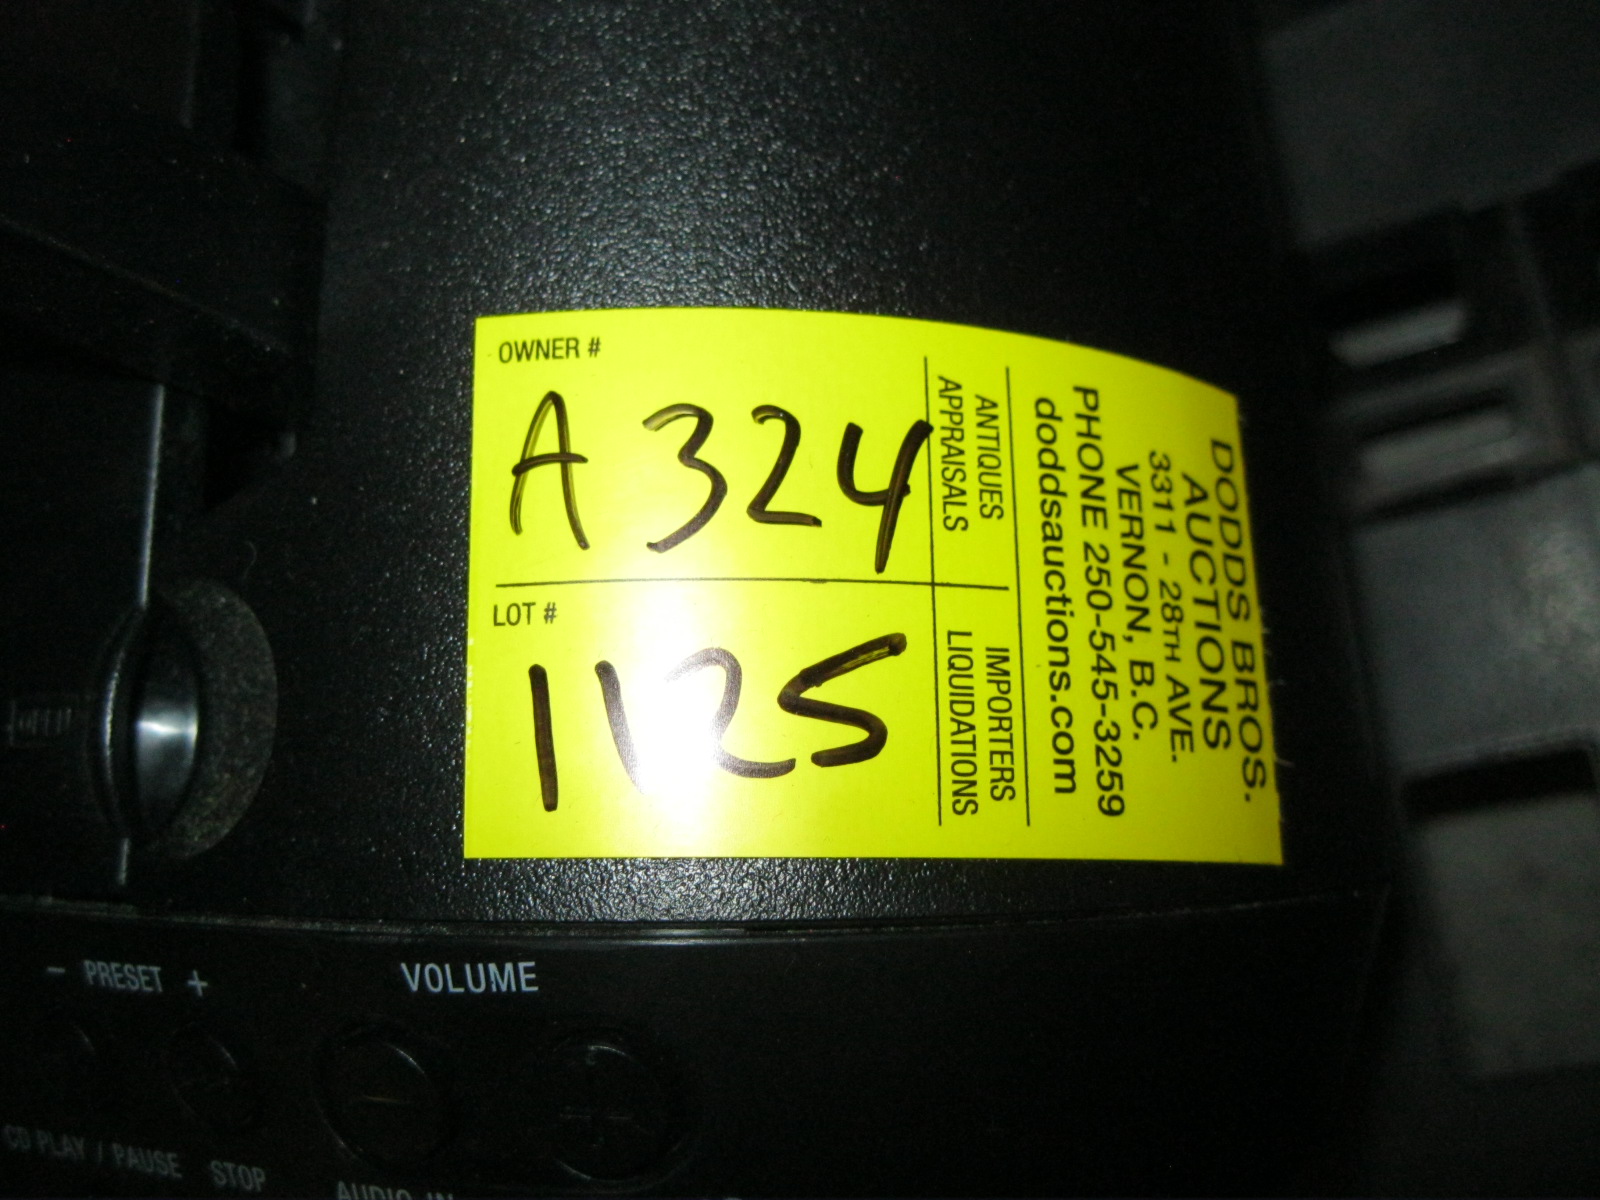 OWNER #
A324
LOT #
1125
ANTIQUES
APPRAISALS
IMPORTERS
LIQUIDATIONS
DODDS BROS.
AUCTIONS
3311 - 28TH AVE.
VERNON, B.C.
PHONE 250-545-3259
doddsauctions.com
- PRESET +
VOLUME
CD PLAY / PAUSE
STOP
AUDIO IN